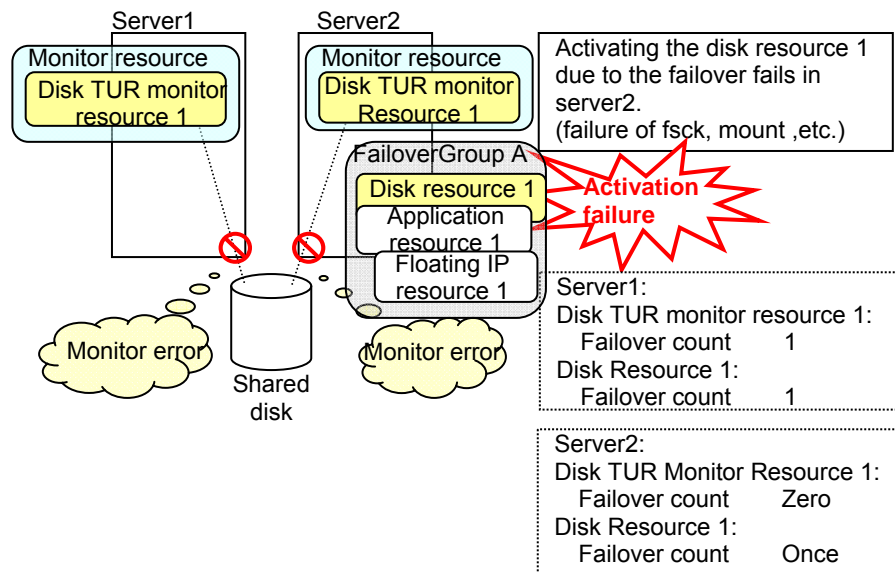 Server1
Server2
Monitor resource
Disk TUR monitor
resource 1
Monitor resource
Disk TUR monitor
Resource 1
Activating the disk resource 1
due to the failover fails in
server2.
(failure of fsck, mount ,etc.)
FailoverGroup A
Disk resource 1
Application
resource 1
Floating IP
resource 1
Activation
failure
Monitor error
Shared
disk
Monitor error
Server1:
Disk TUR monitor resource 1:
Failover count 1
Disk Resource 1:
Failover count 1
Server2:
Disk TUR Monitor Resource 1:
Failover count Zero
Disk Resource 1:
Failover count Once